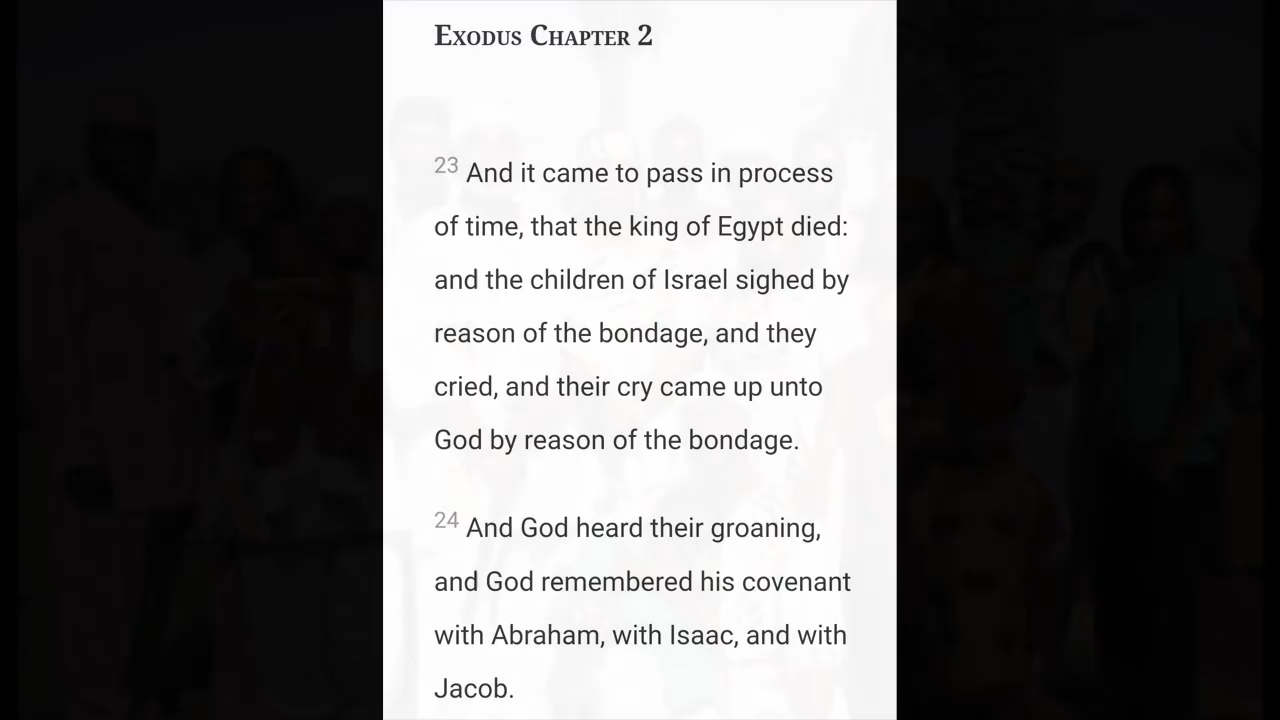 Exodus Chapter 2
23 And it came to pass in process
of time, that the king of Egypt died:
and the children of Israel sighed by
reason of the bondage, and they
cried, and their cry came up unto
God by reason of the bondage.
24 And God heard their groaning,
and God remembered his covenant
with Abraham, with Isaac, and with
Jacob.